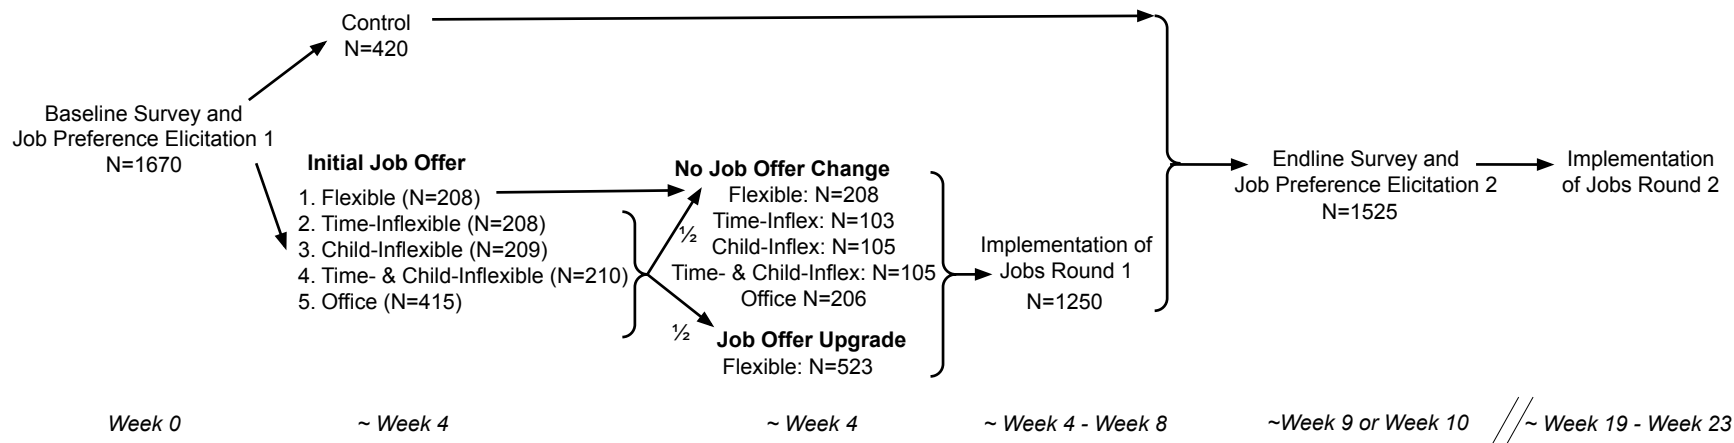 Control
N=420
Baseline Survey and
Job Preference Elicitation 1
N=1670
Initial Job Offer
1. Flexible (N=208)
2. Time-Inflexible (N=208)
3. Child-Inflexible (N=209)
4. Time- & Child-Inflexible (N=210)
5. Office (N=415)
½
½
No Job Offer Change
Flexible: N=208
Time-Inflex: N=103
Child-Inflex: N=105
Time- & Child-Inflex: N=105
Office N=206
Job Offer Upgrade
Flexible: N=523
Implementation of
Jobs Round 1
N=1250
Endline Survey and
Job Preference Elicitation 2
N=1525
Implementation
of Jobs Round 2
Week 0
~ Week 4
~ Week 4
~ Week 4 - Week 8
~Week 9 or Week 10
~ Week 19 - Week 23